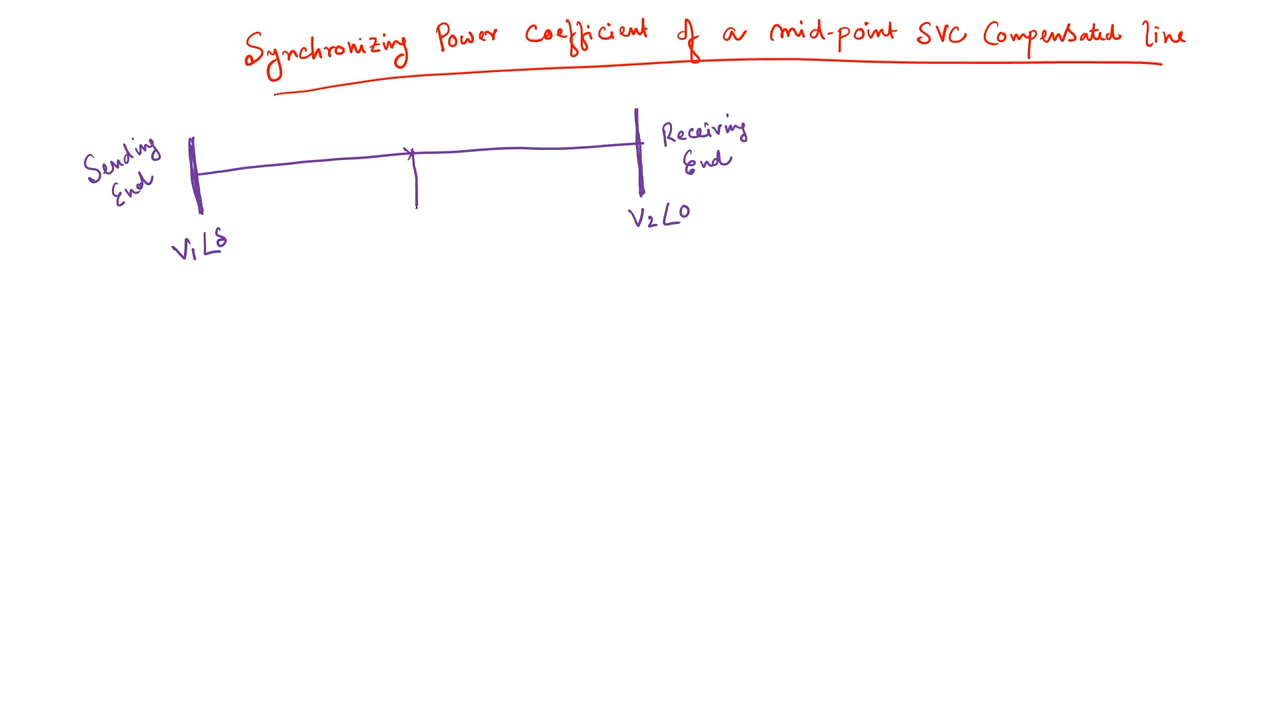 Synchronizing Power Coefficient of a mid-point SVC Compensated line
Sending
End
V₁∠δ
Receiving
End
V₂∠0